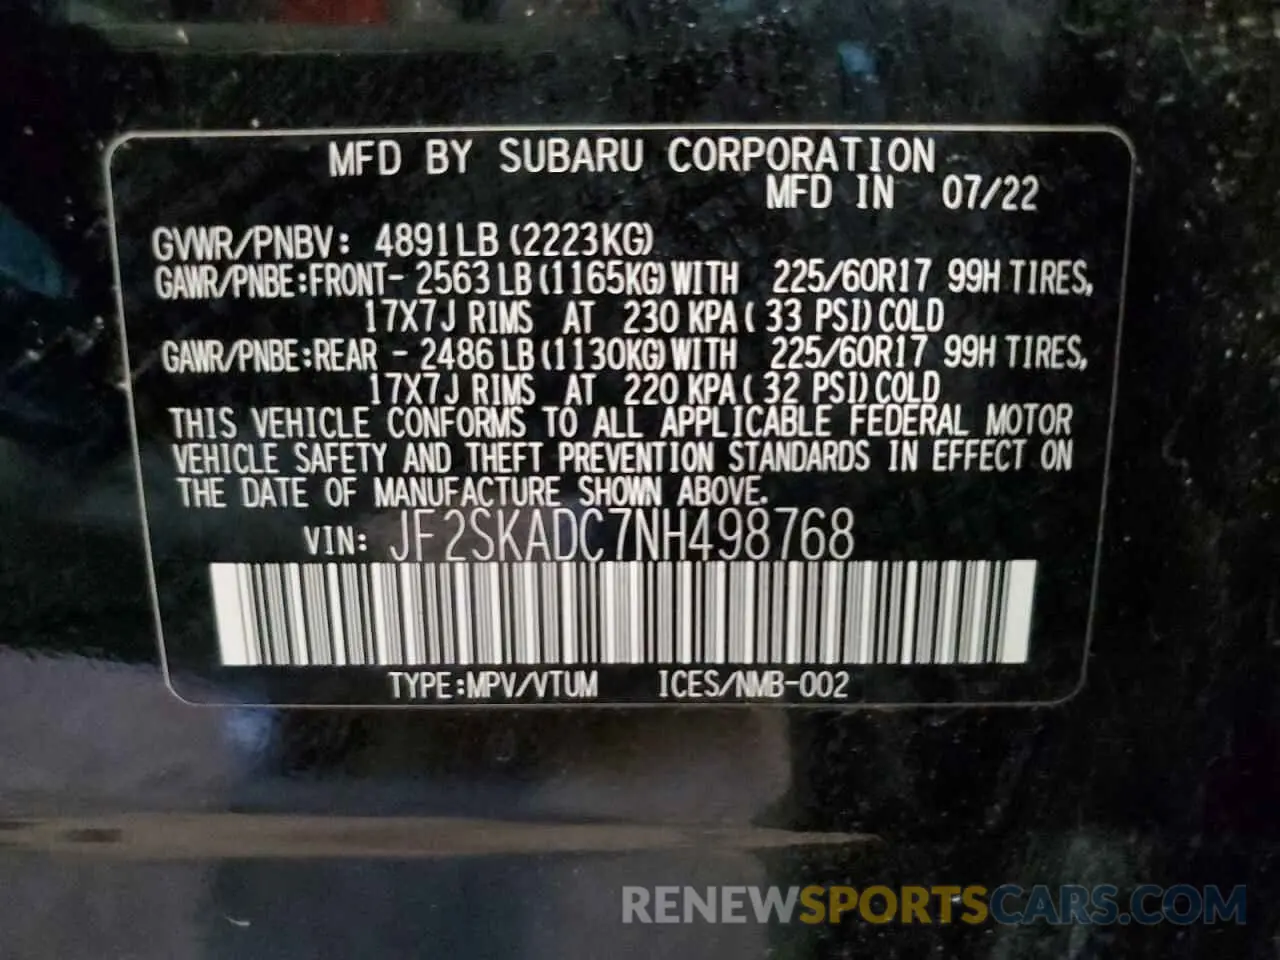 MFD BY SUBARU CORPORATION
MFD IN 07/22
GVWR/PNBV: 4891LB (2223KG)
GAWR/PNBE:FRONT- 2563 LB (1165KG) WITH 225/60R17 99H TIRES,
17X7J RIMS AT 230 KPA ( 33 PSI) COLD
GAWR/PNBE:REAR - 2486 LB (1130KG) WITH 225/60R17 99H TIRES,
17X7J RIMS AT 220 KPA ( 32 PSI) COLD
THIS VEHICLE CONFORMS TO ALL APPLICABLE FEDERAL MOTOR
VEHICLE SAFETY AND THEFT PREVENTION STANDARDS IN EFFECT ON
THE DATE OF MANUFACTURE SHOWN ABOVE.
VIN: JF2SKADC7NH498768
TYPE:MPV/VTUM ICES/NMB-002
RENEWSPORTSCARS.COM